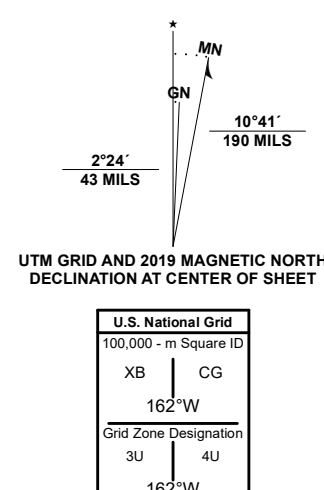 ★
MN
GN
10°41´
190 MILS
2°24´
43 MILS
UTM GRID AND 2019 MAGNETIC NORTH
DECLINATION AT CENTER OF SHEET
U.S. National Grid
100,000 - m Square ID
XB CG
162°W
Grid Zone Designation
3U 4U
162°W